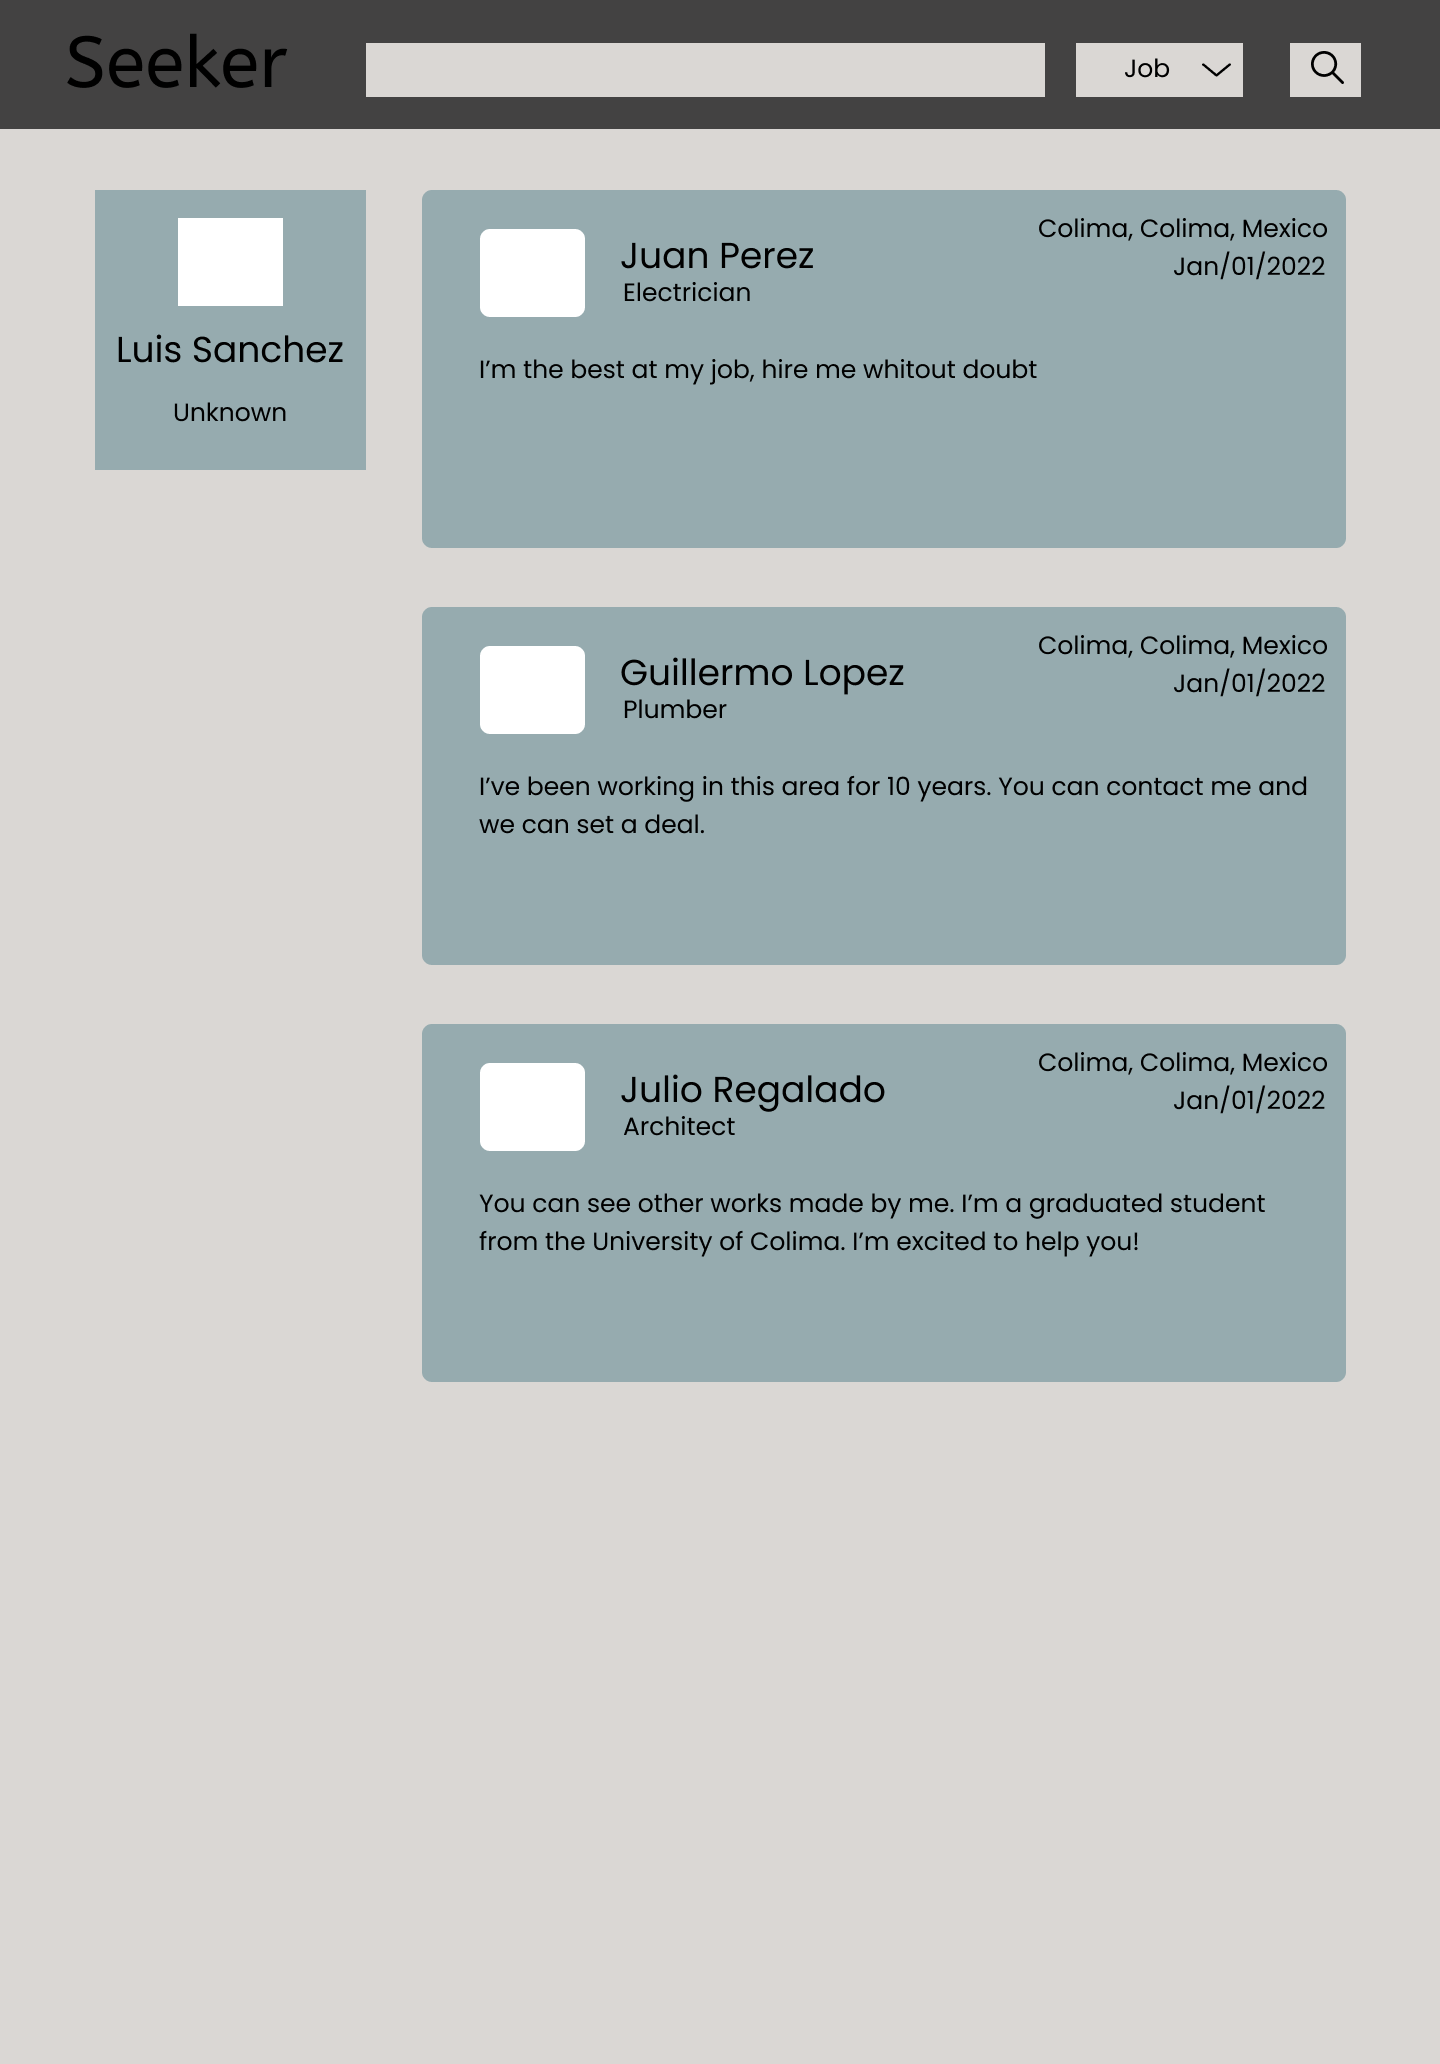 Seeker
Job
Luis Sanchez
Unknown
Juan Perez
Electrician
Colima, Colima, Mexico
Jan/01/2022
I’m the best at my job, hire me whitout doubt
Guillermo Lopez
Plumber
Colima, Colima, Mexico
Jan/01/2022
I’ve been working in this area for 10 years. You can contact me and
we can set a deal.
Julio Regalado
Architect
Colima, Colima, Mexico
Jan/01/2022
You can see other works made by me. I’m a graduated student
from the University of Colima. I’m excited to help you!